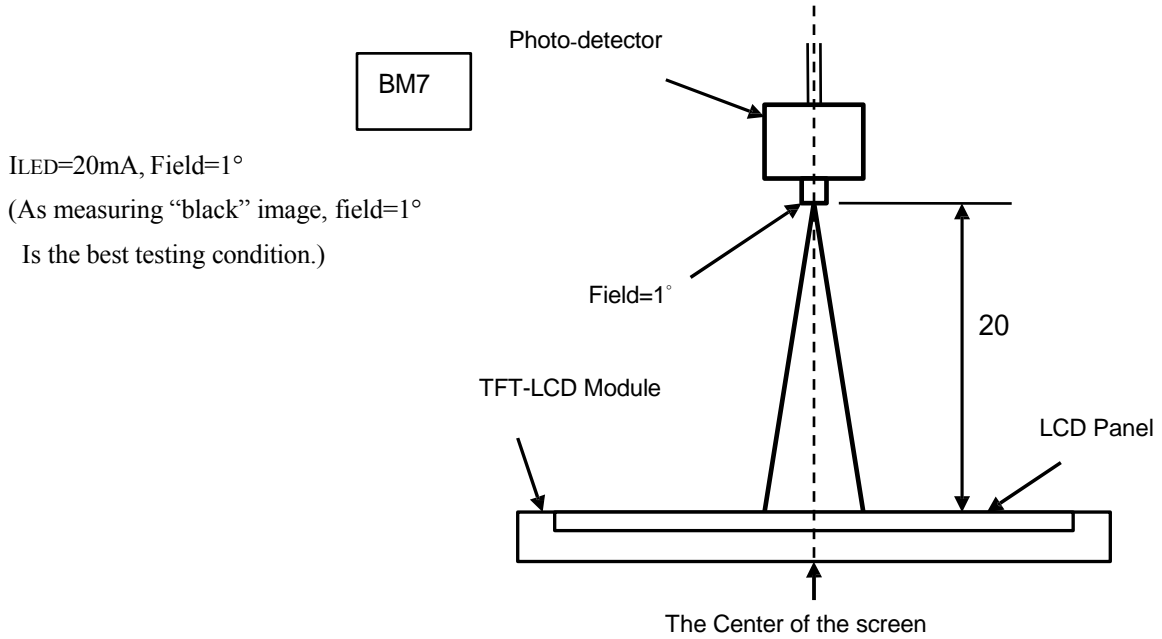 Photo-detector
BM7
ILED=20mA, Field=1°
(As measuring “black” image, field=1°
Is the best testing condition.)
Field=1°
20
TFT-LCD Module
LCD Panel
The Center of the screen